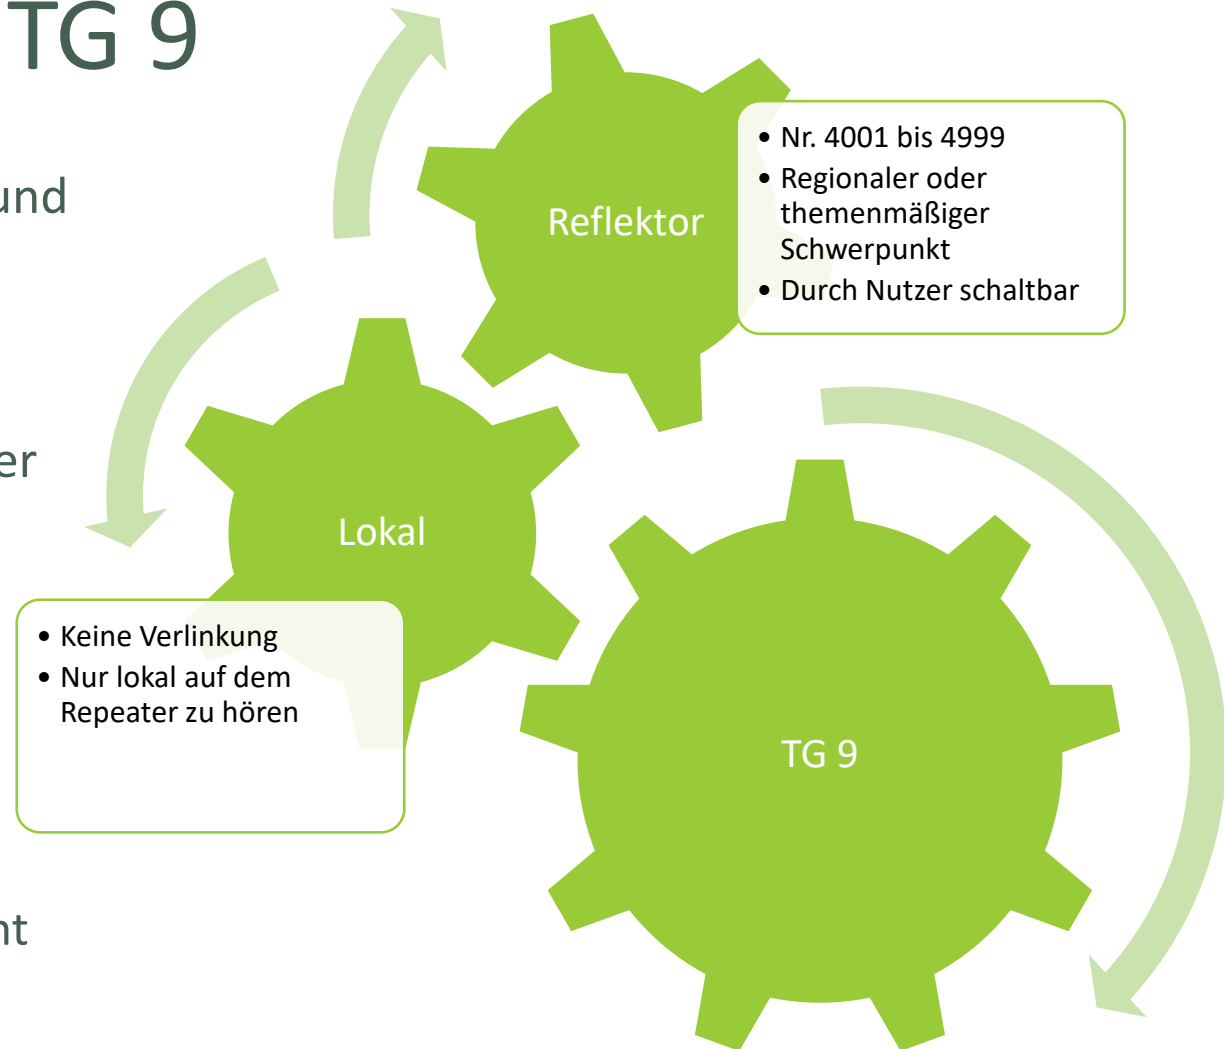 TG 9
und
er
nt
Reflektor
• Nr. 4001 bis 4999
• Regionaler oder
themenmäßiger
Schwerpunkt
• Durch Nutzer schaltbar
Lokal
• Keine Verlinkung
• Nur lokal auf dem
Repeater zu hören
TG 9